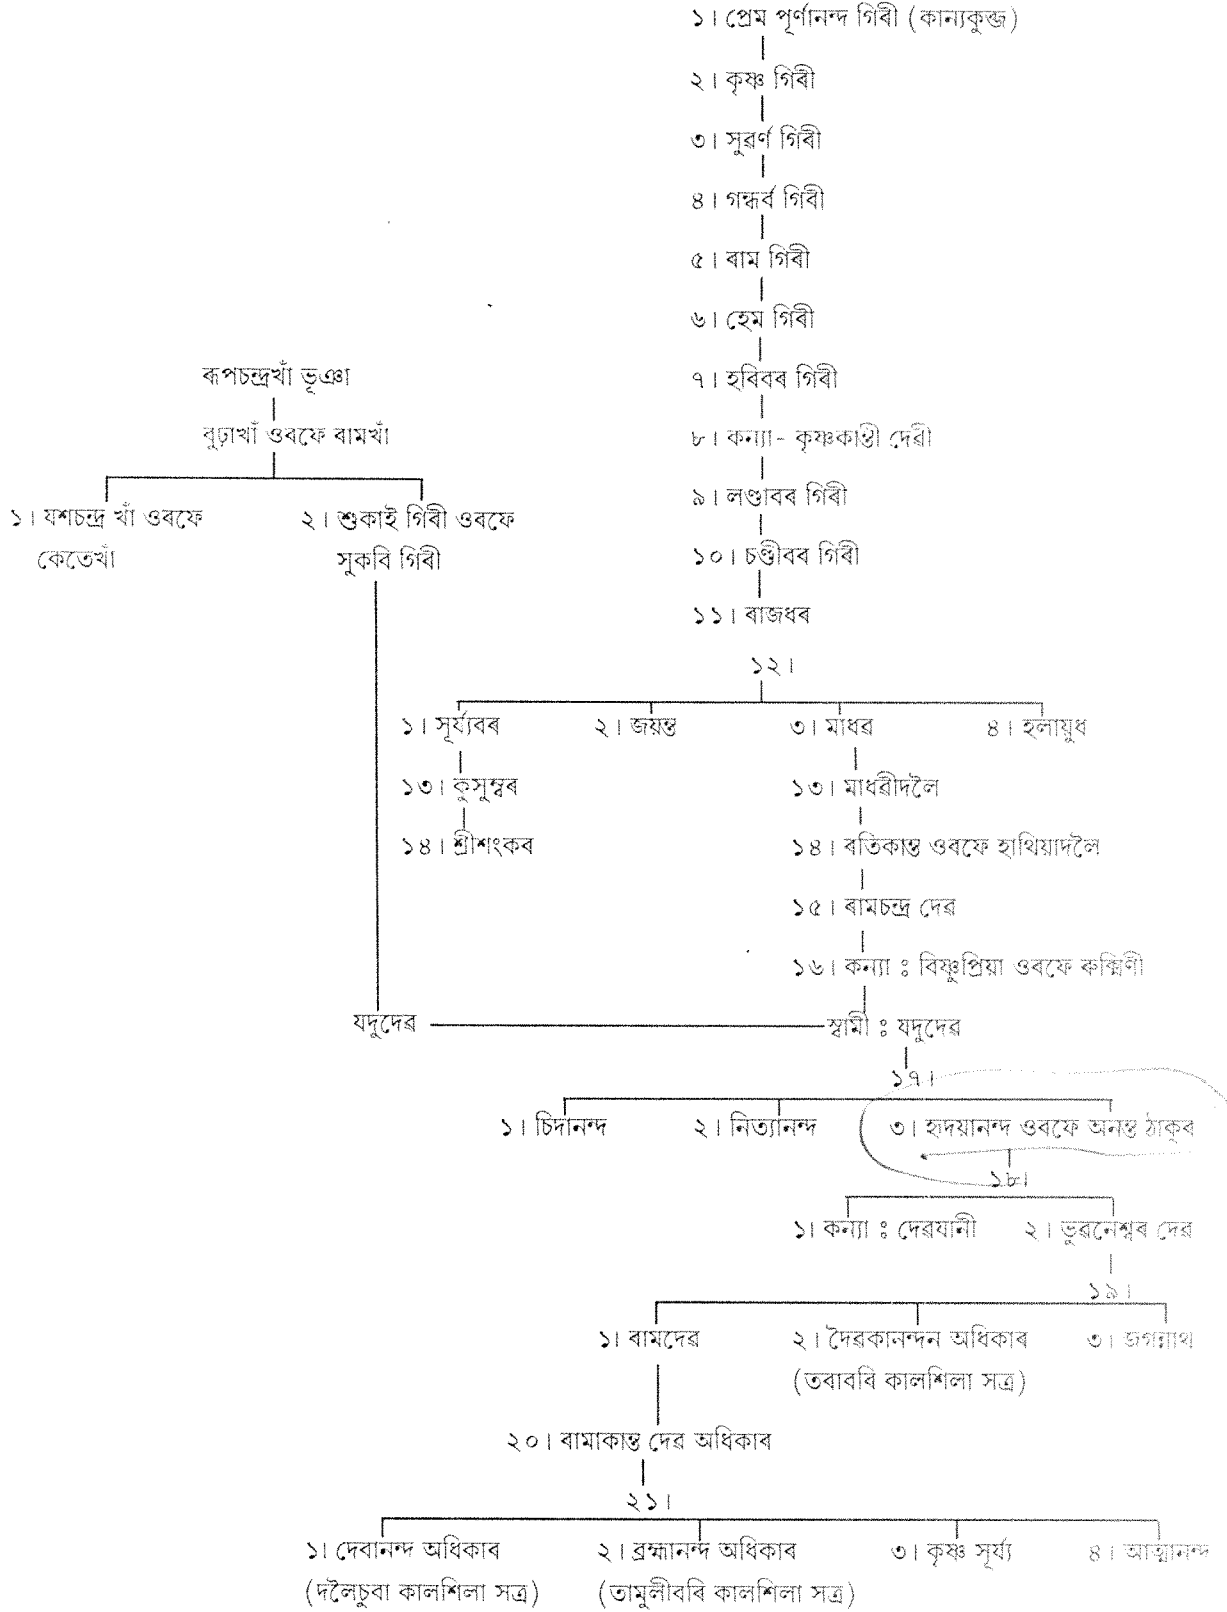 ১। প্ৰেম পূৰ্ণানন্দ গিৰী (কান্যকুব্জ)
২। কৃষ্ণ গিৰী
৩। সুৱৰ্ণ গিৰী
৪। গন্ধৰ্ব গিৰী
৫। ৰাম গিৰী
৬। হেম গিৰী
ৰূপচন্দ্ৰখাঁ ভূঞা
৭। হৰিবৰ গিৰী
বুঢ়াখাঁ ওৰফে ৰামখাঁ
৮। কন্যা- কৃষ্ণকান্তী দেৱী
৯। লণ্ডাবৰ গিৰী
১। যশচন্দ্ৰ খাঁ ওৰফে
কেতেখাঁ
২। শুকাই গিৰী ওৰফে
সুকবি গিৰী
১০। চণ্ডীবৰ গিৰী
১১। ৰাজধৰ
১২।
১। সূৰ্য্যবৰ ২। জয়ন্ত ৩। মাধৱ ৪। হলায়ুধ
১৩। কুসুম্বৰ ১৩। মাধৱীদলৈ
১৪। শ্ৰীশংকৰ ১৪। ৰতিকান্ত ওৰফে হাথিয়াদলৈ
১৫। ৰামচন্দ্ৰ দেৱ
১৬। কন্যা ঃ বিষ্ণুপ্ৰিয়া ওৰফে ৰুক্মিণী
যদুদেৱ স্বামী ঃ যদুদেৱ
১৭।
১। চিদানন্দ ২। নিত্যানন্দ ৩। হৃদয়ানন্দ ওৰফে অনন্ত ঠাকুৰ
১৮।
১। কন্যা ঃ দেৱযানী ২। ভুৱনেশ্বৰ দেৱ
১৯।
১। ৰামদেৱ ২। দৈৱকানন্দন অধিকাৰ ৩। জগন্নাথ
(তৰাবৰি কালশিলা সত্ৰ)
২০। ৰামাকান্ত দেৱ অধিকাৰ
২১।
১। দেবানন্দ অধিকাৰ ২। ব্ৰহ্মানন্দ অধিকাৰ ৩। কৃষ্ণ সূৰ্য্য ৪। আত্মানন্দ
(দলৈচুবা কালশিলা সত্ৰ) (তামুলীবৰি কালশিলা সত্ৰ)